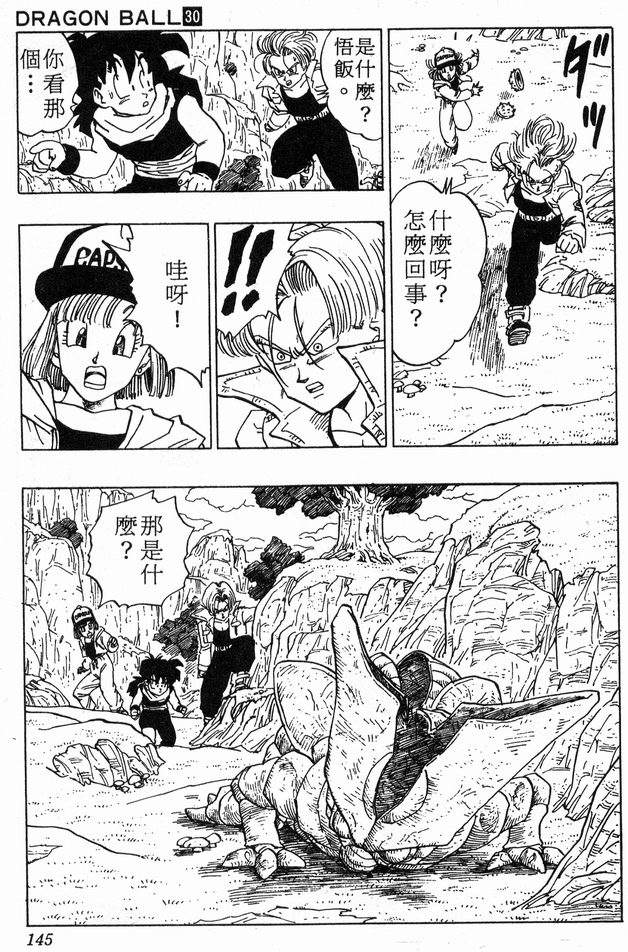 DRAGON BALL 30
ダッ
什麼呀?
怎麼回事?
是什麼?
悟飯。
你看那
個…
!!
哇呀!
CAPS
那是什
麼?
145